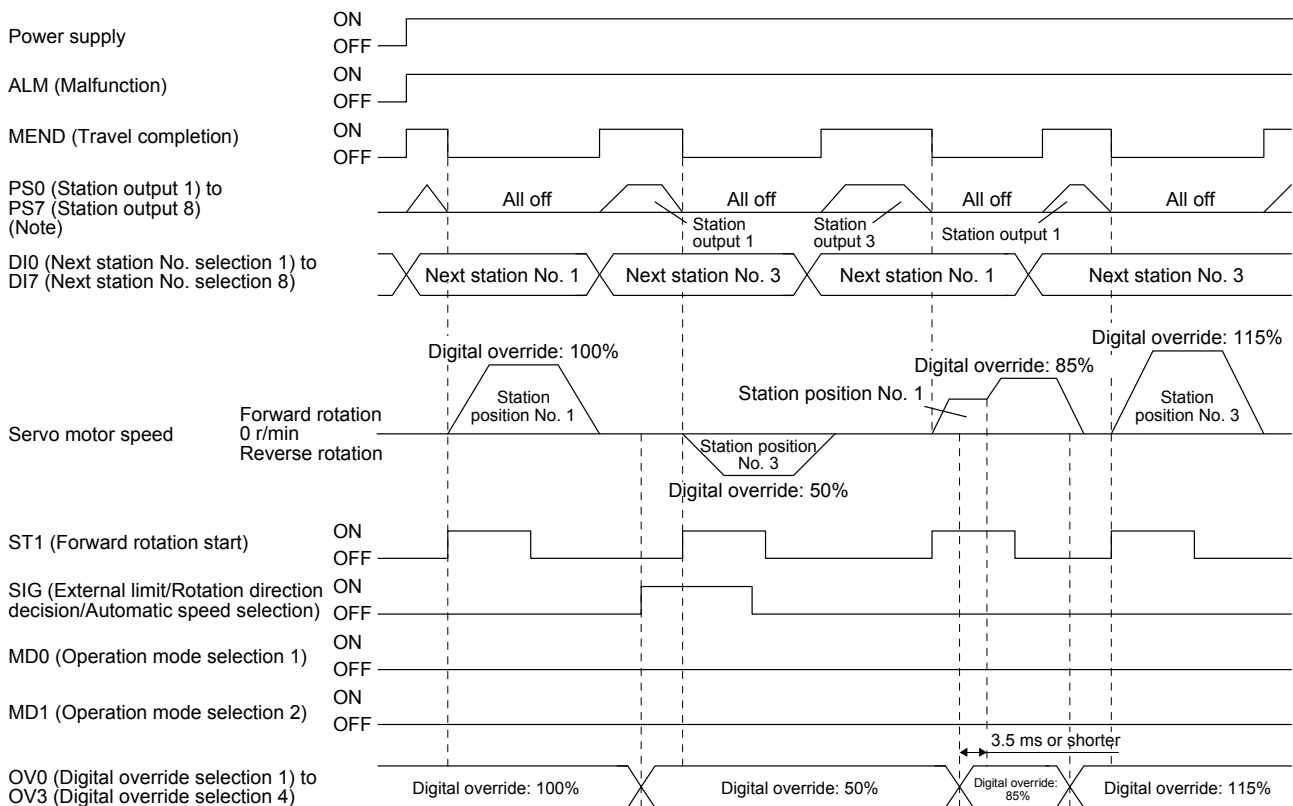 Power supply
ON
OFF
ALM (Malfunction)
ON
OFF
MEND (Travel completion)
ON
OFF
PS0 (Station output 1) to
PS7 (Station output 8)
(Note)
All off
Station
output 1
All off
Station
output 3
All off
Station output 1
All off
DI0 (Next station No. selection 1) to
DI7 (Next station No. selection 8)
Next station No. 1
Next station No. 3
Next station No. 1
Next station No. 3
Servo motor speed
Forward rotation
0 r/min
Reverse rotation
Digital override: 100%
Station
position No. 1
Station position
No. 3
Digital override: 50%
Station position No. 1
Digital override: 85%
Digital override: 115%
Station
position No. 3
ST1 (Forward rotation start)
ON
OFF
SIG (External limit/Rotation direction
decision/Automatic speed selection)
ON
OFF
MD0 (Operation mode selection 1)
ON
OFF
MD1 (Operation mode selection 2)
ON
OFF
3.5 ms or shorter
OV0 (Digital override selection 1) to
OV3 (Digital override selection 4)
Digital override: 100%
Digital override: 50%
Digital override:
85%
Digital override: 115%